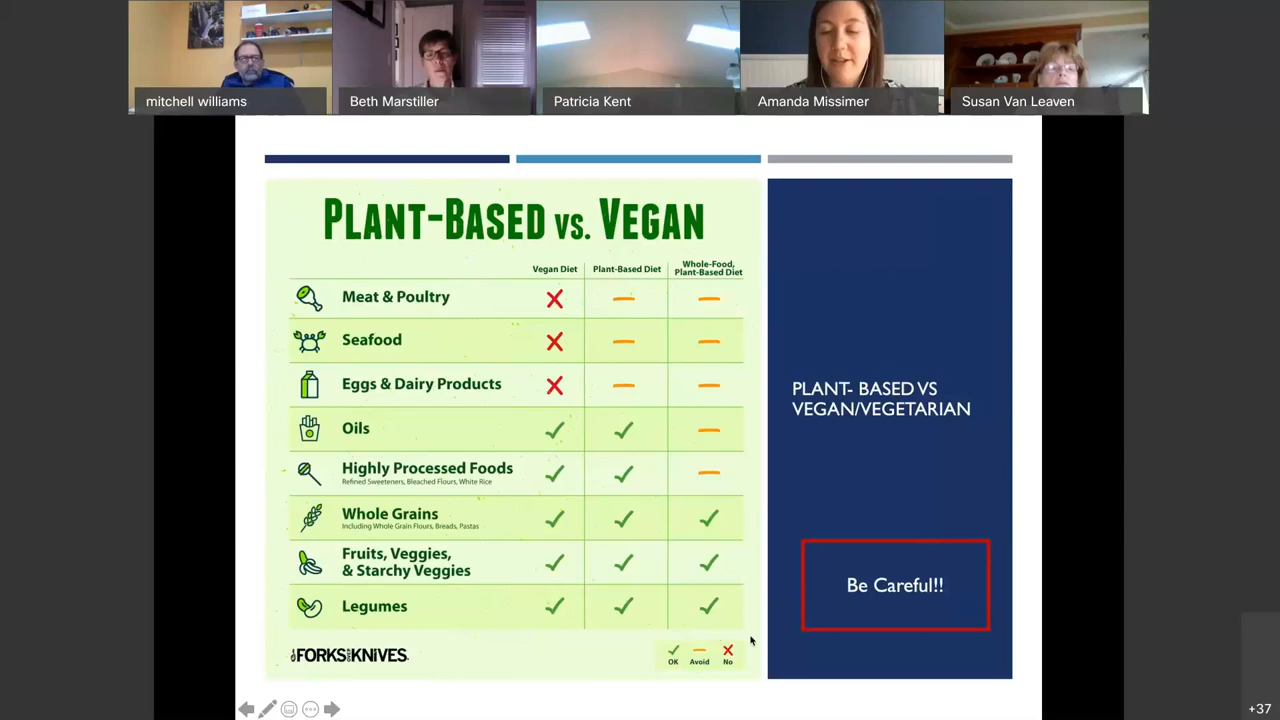 mitchell williams
Beth Marstiller
Patricia Kent
Amanda Missimer
Susan Van Leaven
PLANT-BASED VS. VEGAN
Vegan Diet
Plant-Based Diet
Whole-Food,
Plant-Based Diet
Meat & Poultry
Seafood
Eggs & Dairy Products
Oils
Highly Processed Foods
Refined Sweeteners, Bleached Flours, White Rice
Whole Grains
Including Whole Grain Flours, Breads, Pastas
Fruits, Veggies,
& Starchy Veggies
Legumes
FORKS OVER KNIVES
OK
Avoid
No
PLANT- BASED VS
VEGAN/VEGETARIAN
Be Careful!!
+37